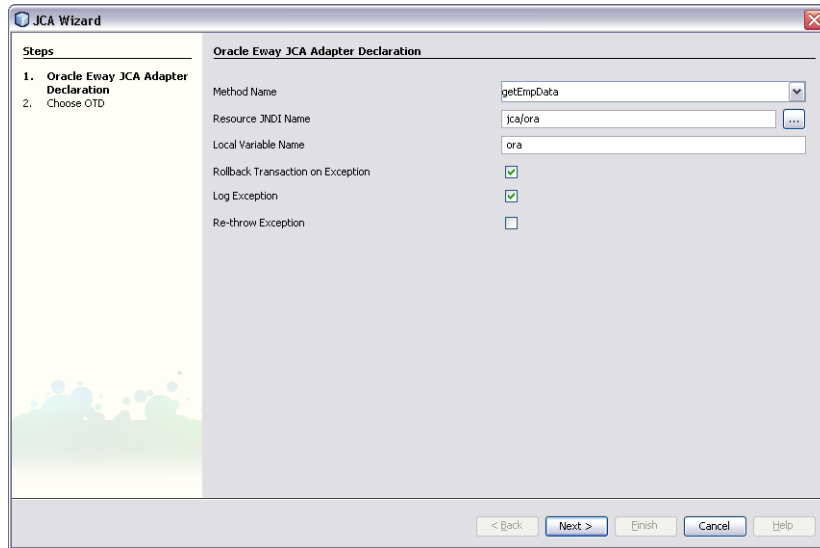 JCA Wizard
Steps
1. Oracle Eway JCA Adapter
Declaration
2. Choose OTD
Oracle Eway JCA Adapter Declaration
Method Name
getEmpData
Resource JNDI Name
jca/ora
...
Local Variable Name
ora
Rollback Transaction on Exception
Log Exception
Re-throw Exception
< Back
Next >
Finish
Cancel
Help